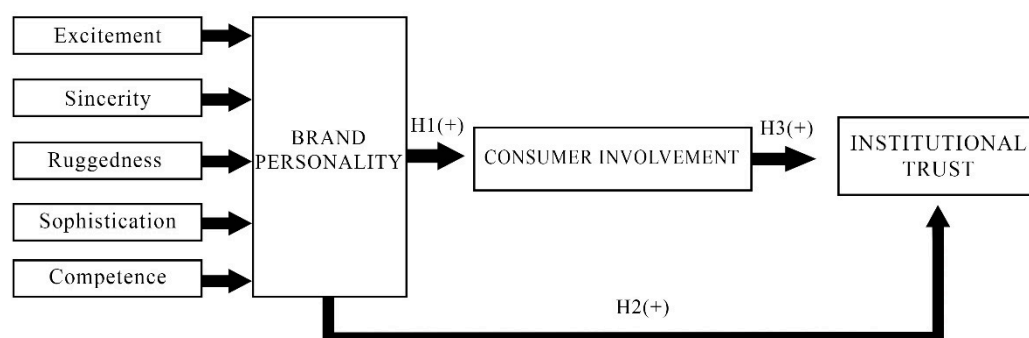 Excitement
Sincerity
Ruggedness
Sophistication
Competence
BRAND
PERSONALITY
H1(+)
CONSUMER INVOLVEMENT
H3(+)
INSTITUTIONAL
TRUST
H2(+)